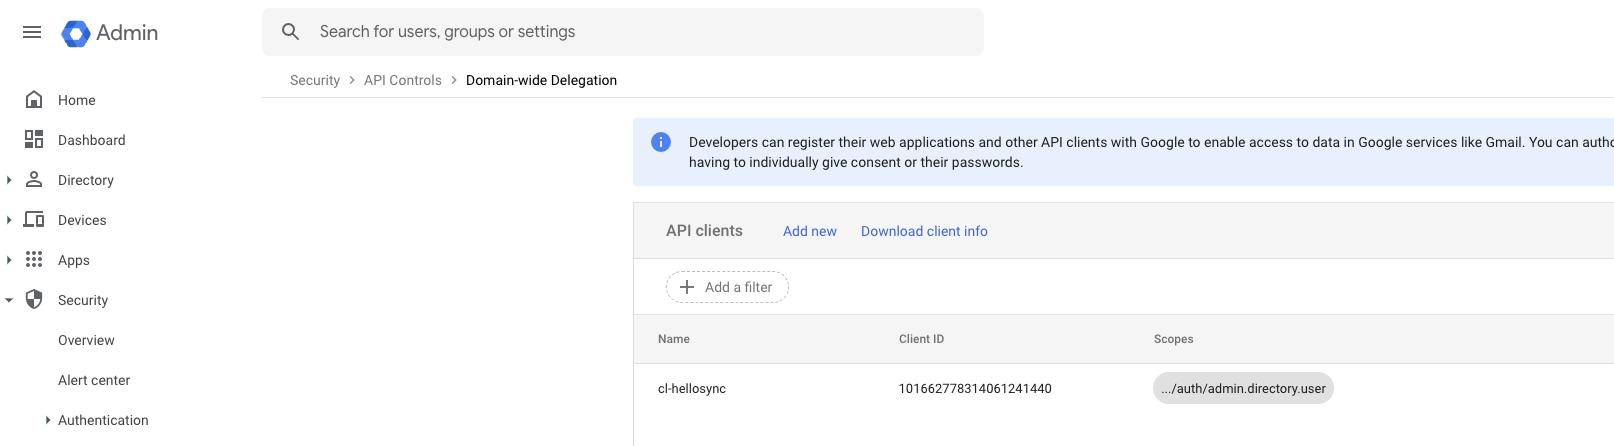 Admin
Search for users, groups or settings
Security > API Controls > Domain-wide Delegation
Home
Dashboard
Directory
Devices
Apps
Security
Overview
Alert center
Authentication
Developers can register their web applications and other API clients with Google to enable access to data in Google services like Gmail. You can autho
having to individually give consent or their passwords.
API clients Add new Download client info
Add a filter
Name Client ID Scopes
cl-hellosync 101662778314061241440 .../auth/admin.directory.user